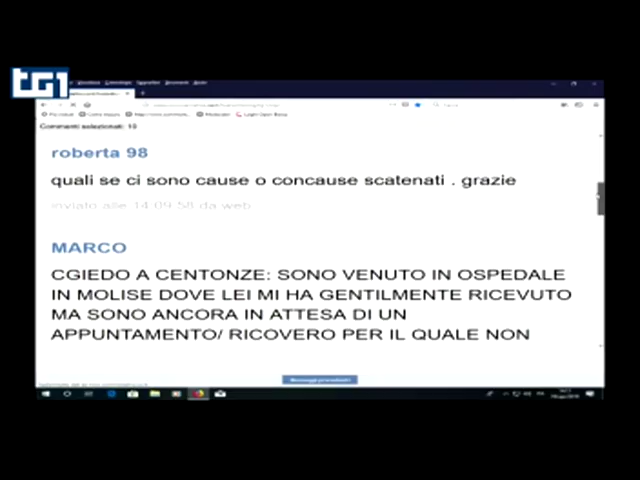 TG1
Commenti selezionati: 10
roberta 98
quali se ci sono cause o concause scatenati . grazie
inviato alle 14:09:58 da web
MARCO
CGIEDO A CENTONZE: SONO VENUTO IN OSPEDALE
IN MOLISE DOVE LEI MI HA GENTILMENTE RICEVUTO
MA SONO ANCORA IN ATTESA DI UN
APPUNTAMENTO/ RICOVERO PER IL QUALE NON